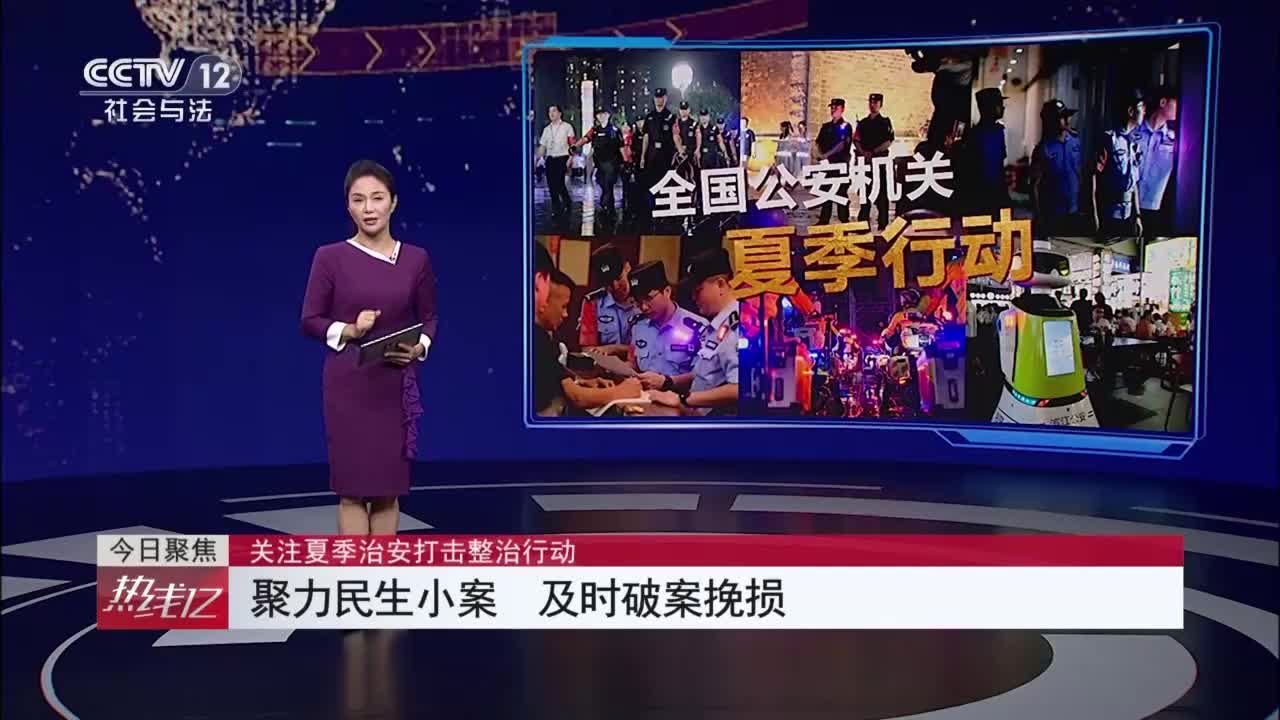 CCTV 12
社会与法
全国公安机关
夏季行动
今日聚焦
关注夏季治安打击整治行动
热线12
聚力民生小案 及时破案挽损